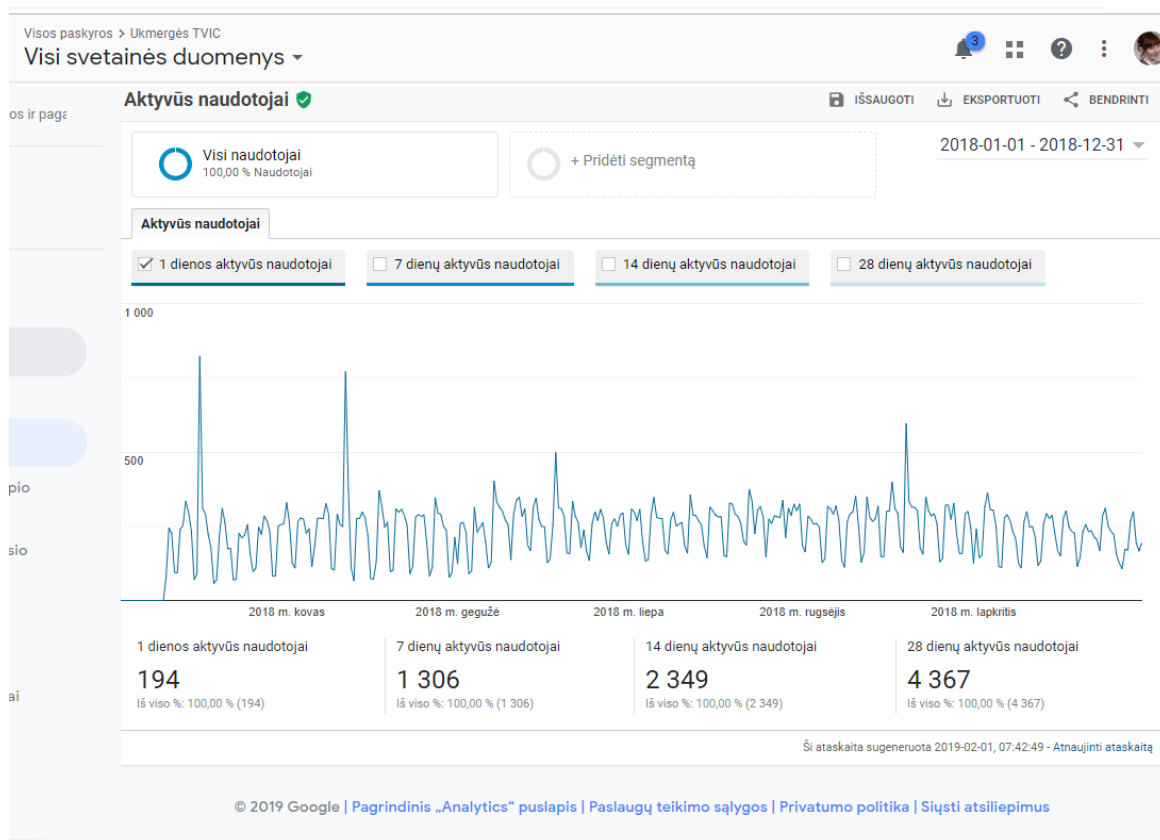 Visos paskyros > Ukmergės TVIC
Visi svetainės duomenys
3
os ir paga
Aktyvūs naudotojai
IŠSAUGOTI
EKSPORTUOTI
BENDRINTI
Visi naudotojai
100,00 % Naudotojai
+ Pridėti segmentą
2018-01-01 - 2018-12-31
Aktyvūs naudotojai
1 dienos aktyvūs naudotojai
7 dienų aktyvūs naudotojai
14 dienų aktyvūs naudotojai
28 dienų aktyvūs naudotojai
1 000
500
pio
sio
ai
2018 m. kovas
2018 m. gegužė
2018 m. liepa
2018 m. rugsėjis
2018 m. lapkritis
1 dienos aktyvūs naudotojai
194
Iš viso %: 100,00 % (194)
7 dienų aktyvūs naudotojai
1 306
Iš viso %: 100,00 % (1 306)
14 dienų aktyvūs naudotojai
2 349
Iš viso %: 100,00 % (2 349)
28 dienų aktyvūs naudotojai
4 367
Iš viso %: 100,00 % (4 367)
Ši ataskaita sugeneruota 2019-02-01, 07:42:49 - Atnaujinti ataskaitą
© 2019 Google | Pagrindinis „Analytics“ puslapis | Paslaugų teikimo sąlygos | Privatumo politika | Siųsti atsiliepimus